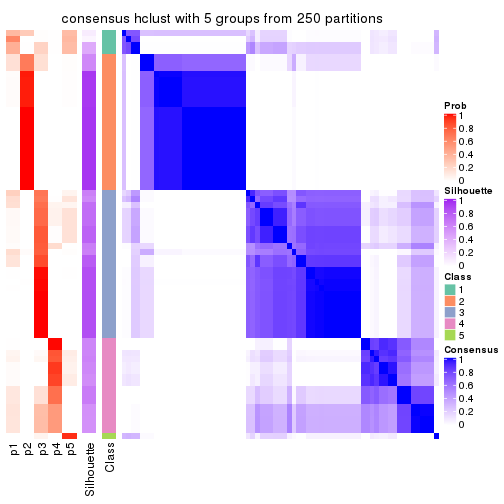 consensus hclust with 5 groups from 250 partitions
Prob
1
0.8
0.6
0.4
0.2
0
Silhouette
1
0.8
0.6
0.4
0.2
0
Class
1
2
3
4
5
Consensus
1
0.8
0.6
0.4
0.2
0
p1
p2
p3
p4
p5
Silhouette
Class